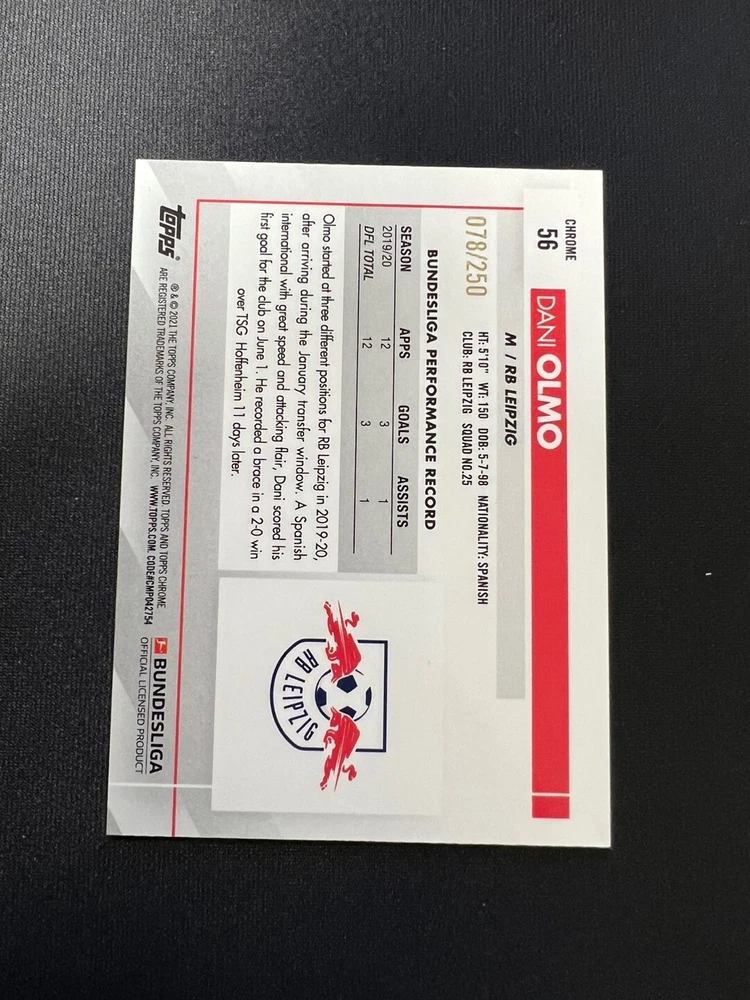 CHROME
56
DANI OLMO
M / RB LEIPZIG
HT: 5'10" WT: 150 DOB: 5-7-98 NATIONALITY: SPANISH
CLUB: RB LEIPZIG SQUAD NO.25
078/250
BUNDESLIGA PERFORMANCE RECORD
SEASON APPS GOALS ASSISTS
2019/20 12 3 1
DFL TOTAL 12 3 1
Olmo started at three different positions for RB Leipzig in 2019-20,
after arriving during the January transfer window. A Spanish
international with great speed and attacking flair, Dani scored his
first goal for the club on June 1. He recorded a brace in a 2-0 win
over TSG Hoffenheim 11 days later.
RB LEIPZIG
topps®
® & © 2021 THE TOPPS COMPANY, INC. ALL RIGHTS RESERVED. TOPPS AND TOPPS CHROME
ARE REGISTERED TRADEMARKS OF THE TOPPS COMPANY, INC. WWW.TOPPS.COM. CODE#CMP042754
BUNDESLIGA
OFFICIAL LICENSED PRODUCT